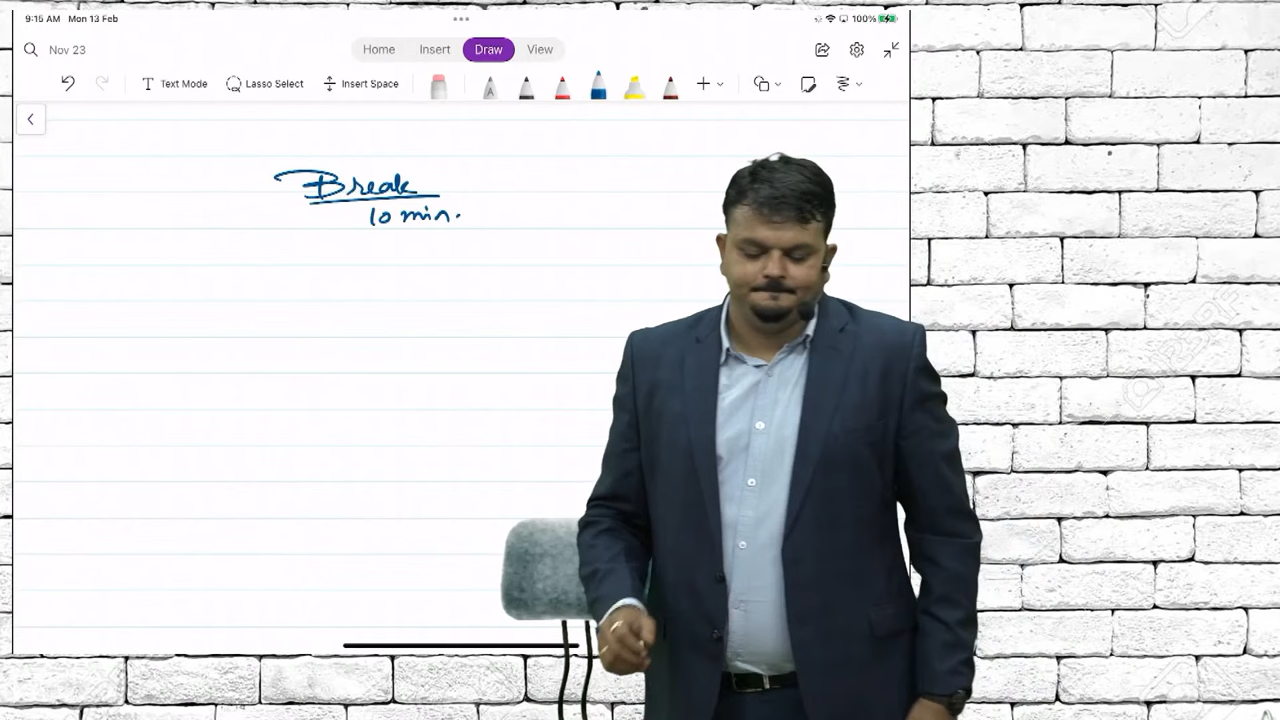 9:15 AM Mon 13 Feb
100%
Nov 23
Home Insert Draw View
Text Mode Lasso Select Insert Space
A
Break
10 min.